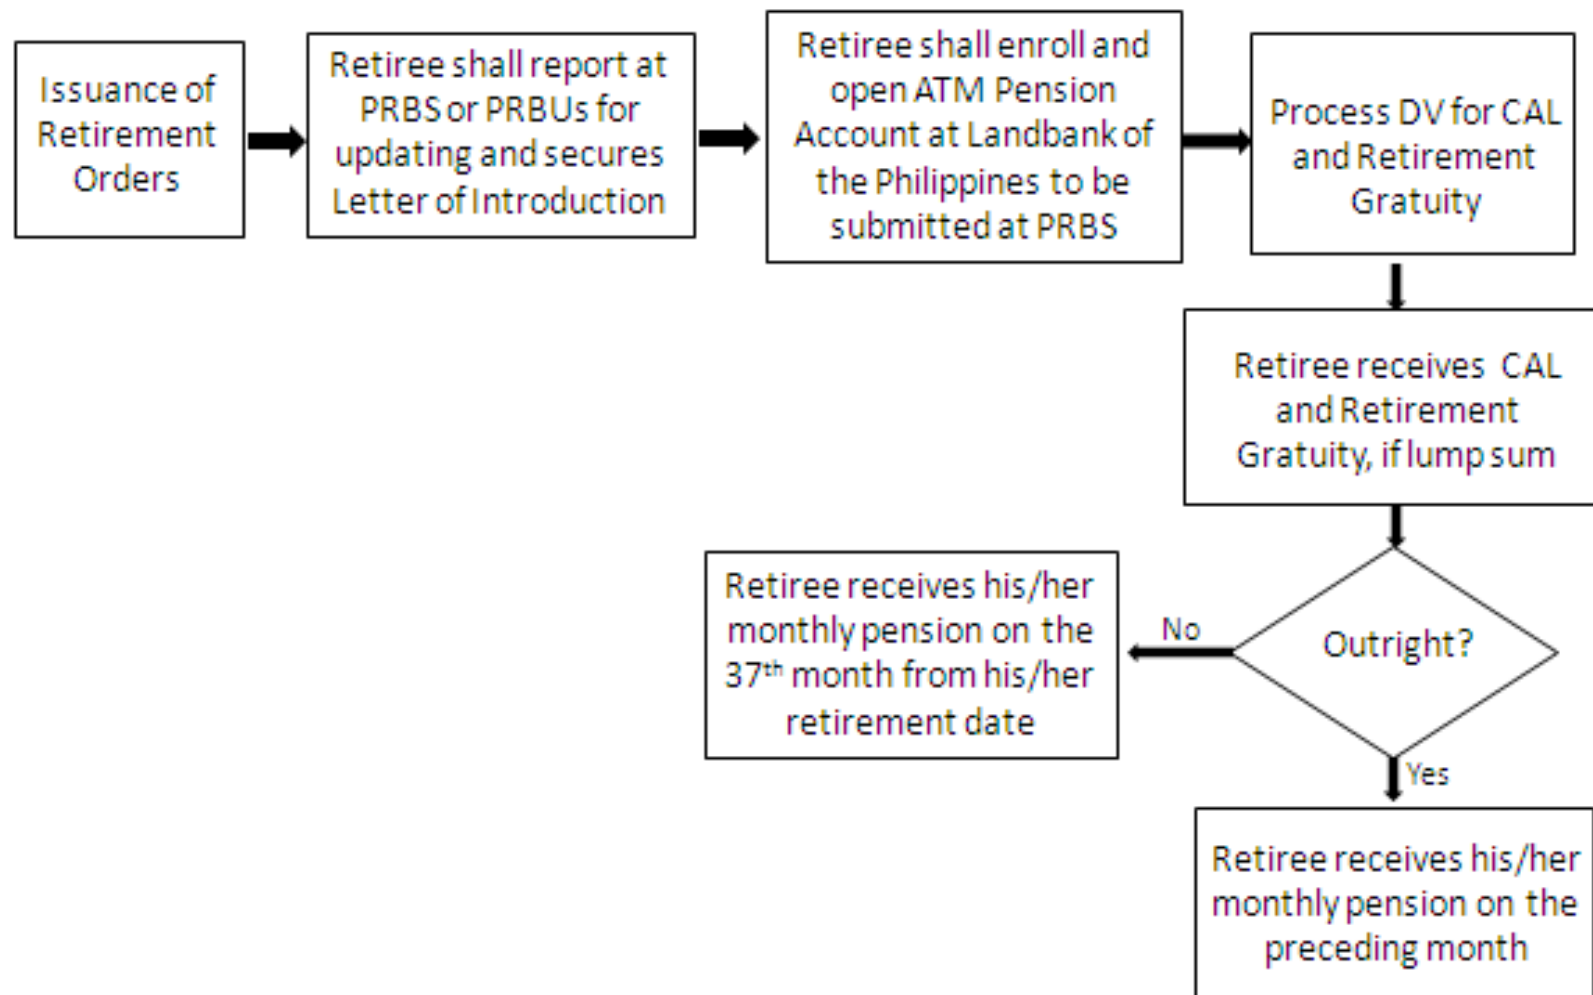 Issuance of
Retirement
Orders
Retiree shall report at
PRBS or PRBUs for
updating and secures
Letter of Introduction
Retiree shall enroll and
open ATM Pension
Account at Landbank of
the Philippines to be
submitted at PRBS
Process DV for CAL
and Retirement
Gratuity
Retiree receives CAL
and Retirement
Gratuity, if lump sum
Outright?
No
Retiree receives his/her
monthly pension on the
37th month from his/her
retirement date
Yes
Retiree receives his/her
monthly pension on the
preceding month